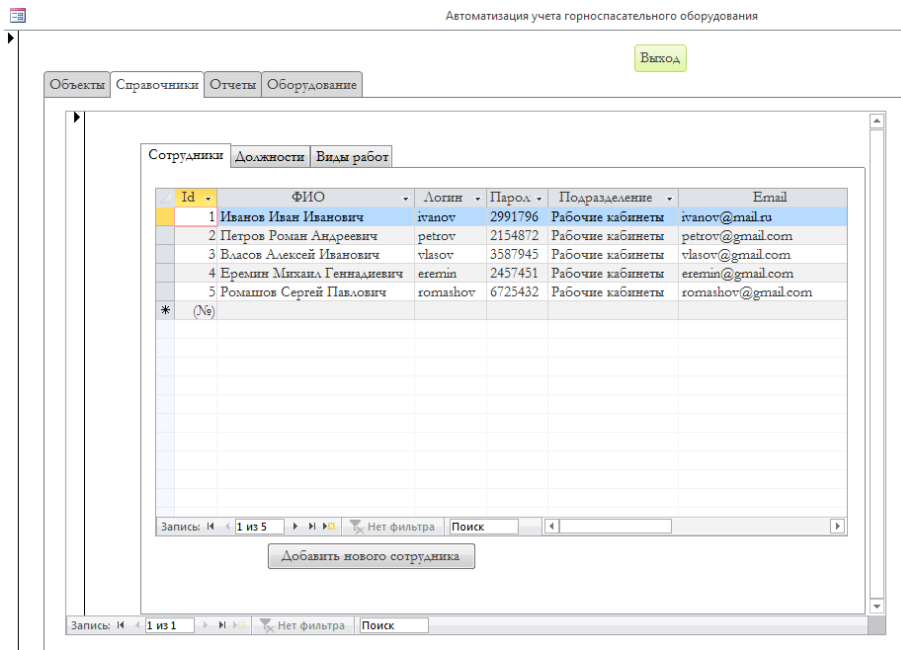 Автоматизация учета горноспасательного оборудования
Выход
Объекты Справочники Отчеты Оборудование
Сотрудники Должности Виды работ
Id ФИО Логин Парол Подразделение Email
1 Иванов Иван Иванович ivanov 2991796 Рабочие кабинеты ivanov@mail.ru
2 Петров Роман Андреевич petrov 2154872 Рабочие кабинеты petrov@gmail.com
3 Власов Алексей Иванович vlasov 3587945 Рабочие кабинеты vlasov@gmail.com
4 Еремин Михаил Геннадиевич eremin 2457451 Рабочие кабинеты eremin@gmail.com
5 Ромашов Сергей Павлович romashov 6725432 Рабочие кабинеты romashov@gmail.com
(№)
Запись: 1 из 5 Нет фильтра Поиск
Добавить нового сотрудника
Запись: 1 из 1 Нет фильтра Поиск